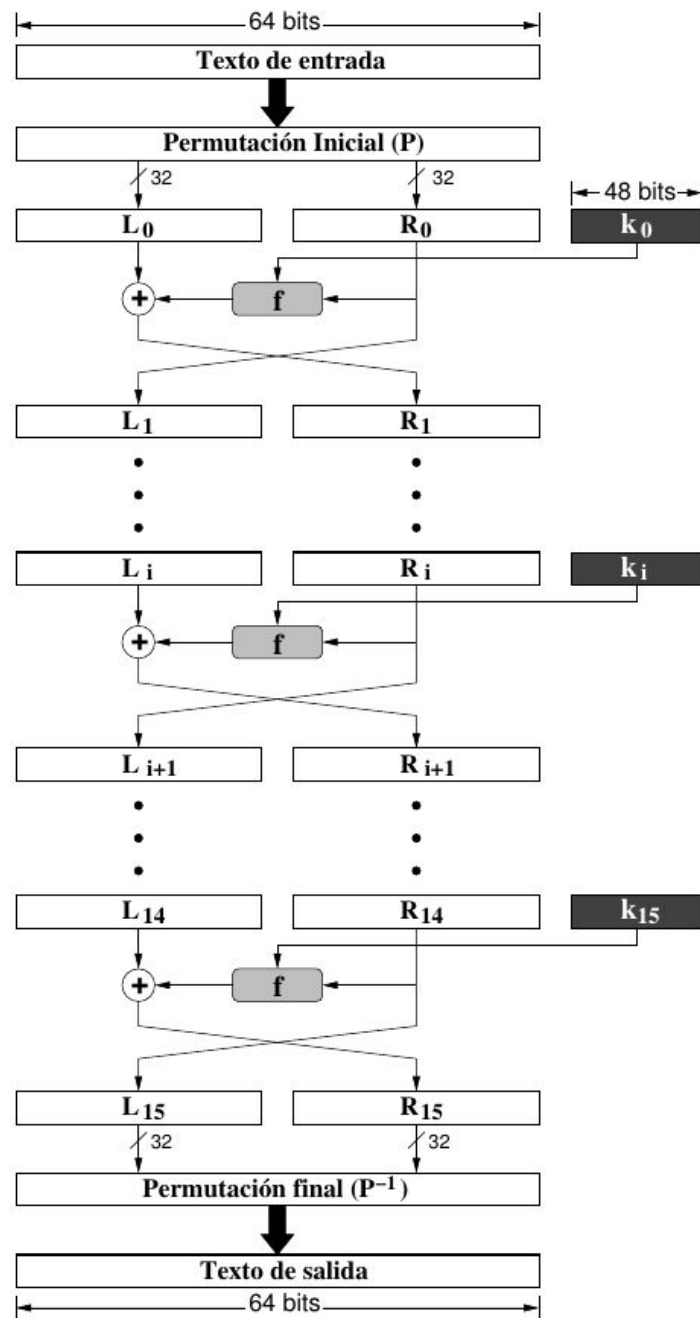 64 bits
Texto de entrada
Permutación Inicial (P)
32 32
48 bits
L0 R0 k0
+ f
L1 R1
Li Ri ki
+ f
Li+1 Ri+1
L14 R14 k15
+ f
L15 R15
32 32
Permutación final (P−1)
Texto de salida
64 bits